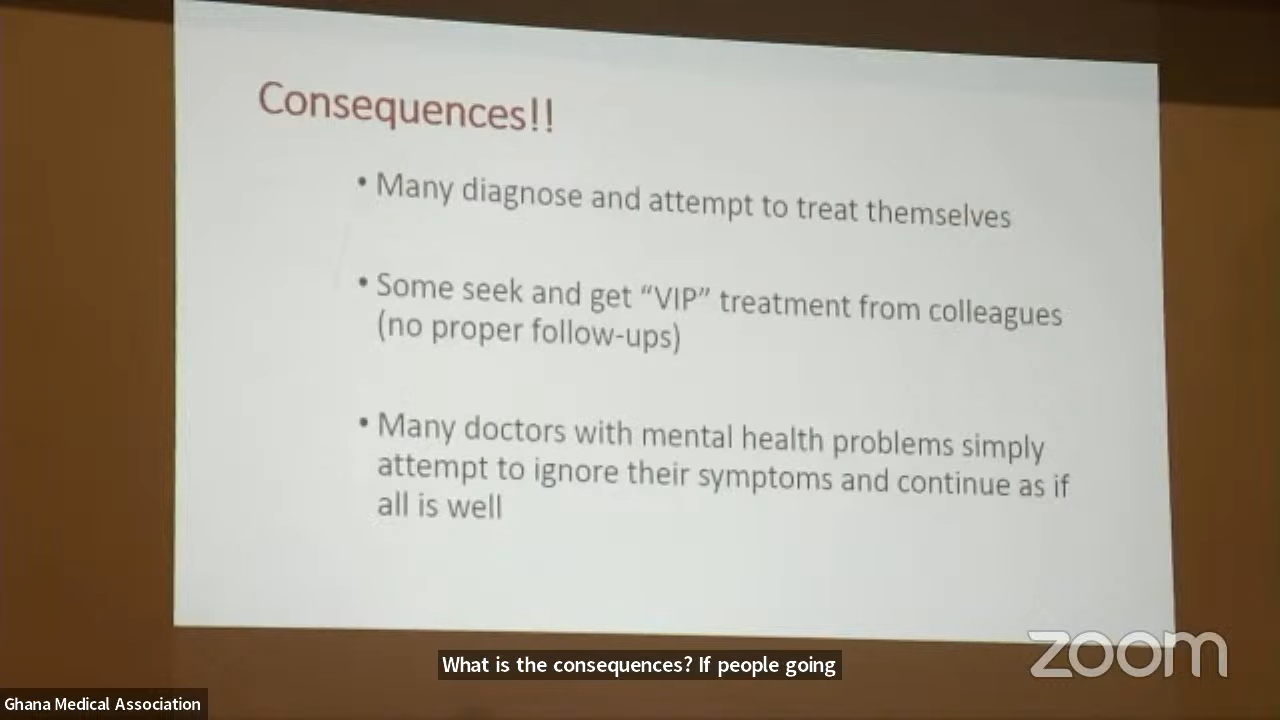 Consequences!!
• Many diagnose and attempt to treat themselves
• Some seek and get “VIP” treatment from colleagues
(no proper follow-ups)
• Many doctors with mental health problems simply
attempt to ignore their symptoms and continue as if
all is well
zoom
What is the consequences? If people going
Ghana Medical Association